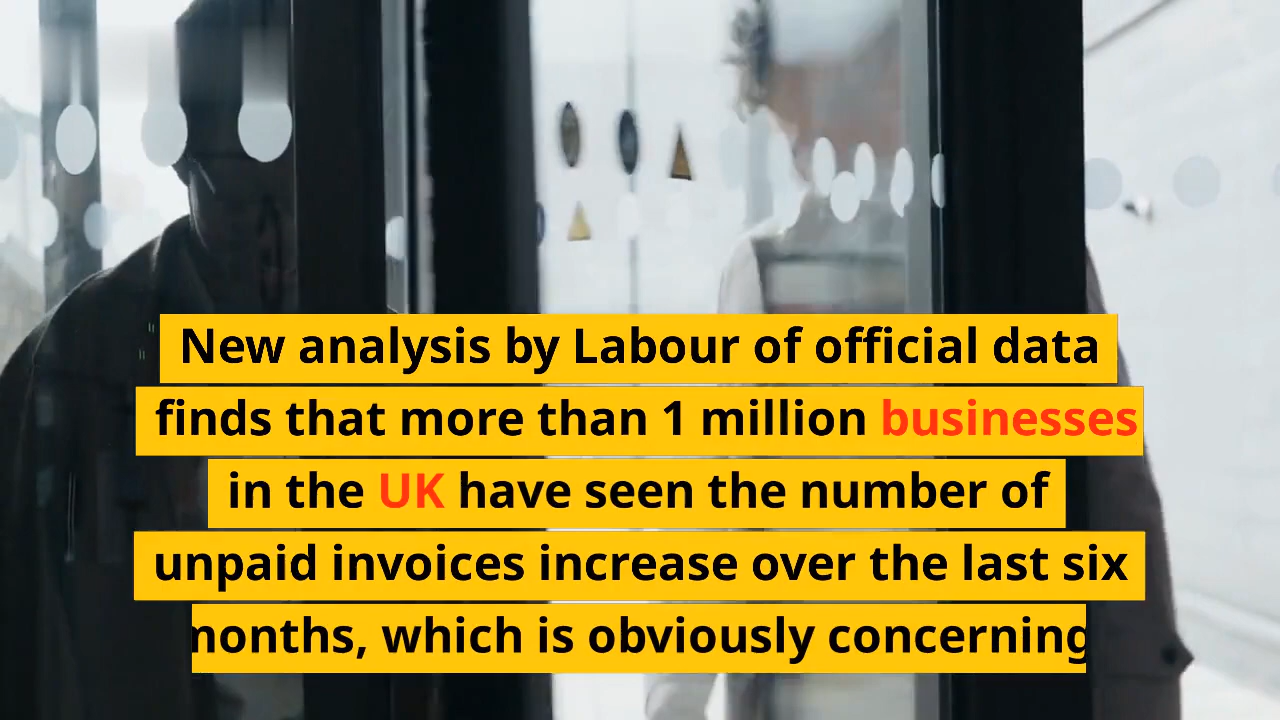 New analysis by Labour of official data
finds that more than 1 million businesses
in the UK have seen the number of
unpaid invoices increase over the last six
months, which is obviously concerning